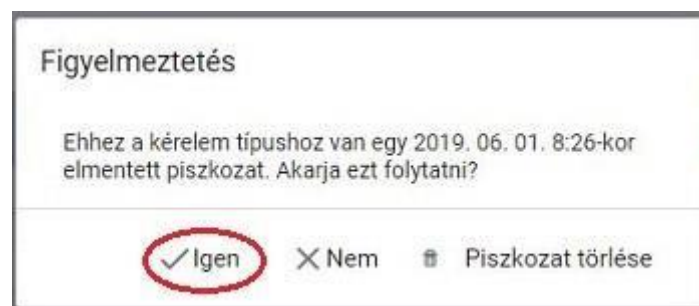 Figyelmeztetés
Ehhez a kérelem típushoz van egy 2019. 06. 01. 8:26-kor
elmentett piszkozat. Akarja ezt folytatni?
Igen Nem Piszkozat törlése